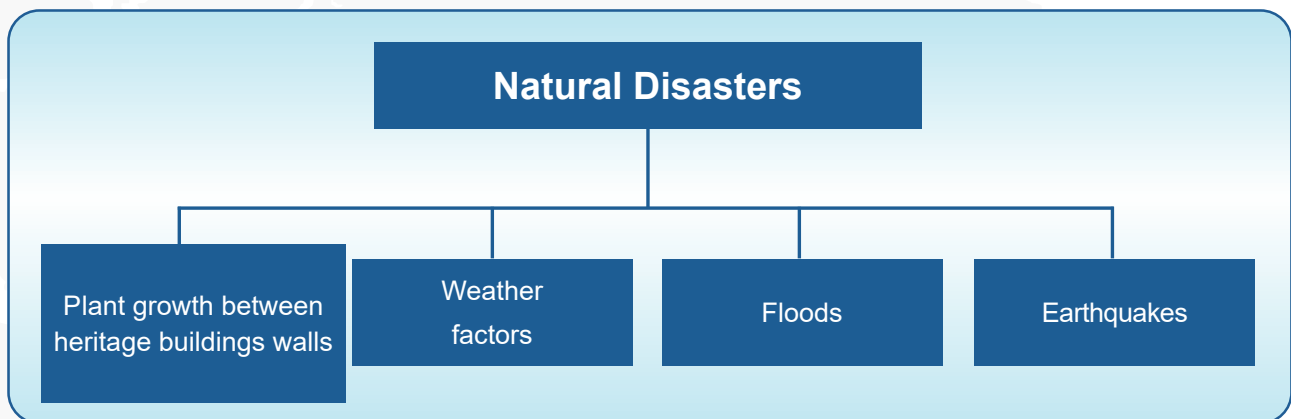 Natural Disasters
Plant growth between
heritage buildings walls
Weather
factors
Floods
Earthquakes